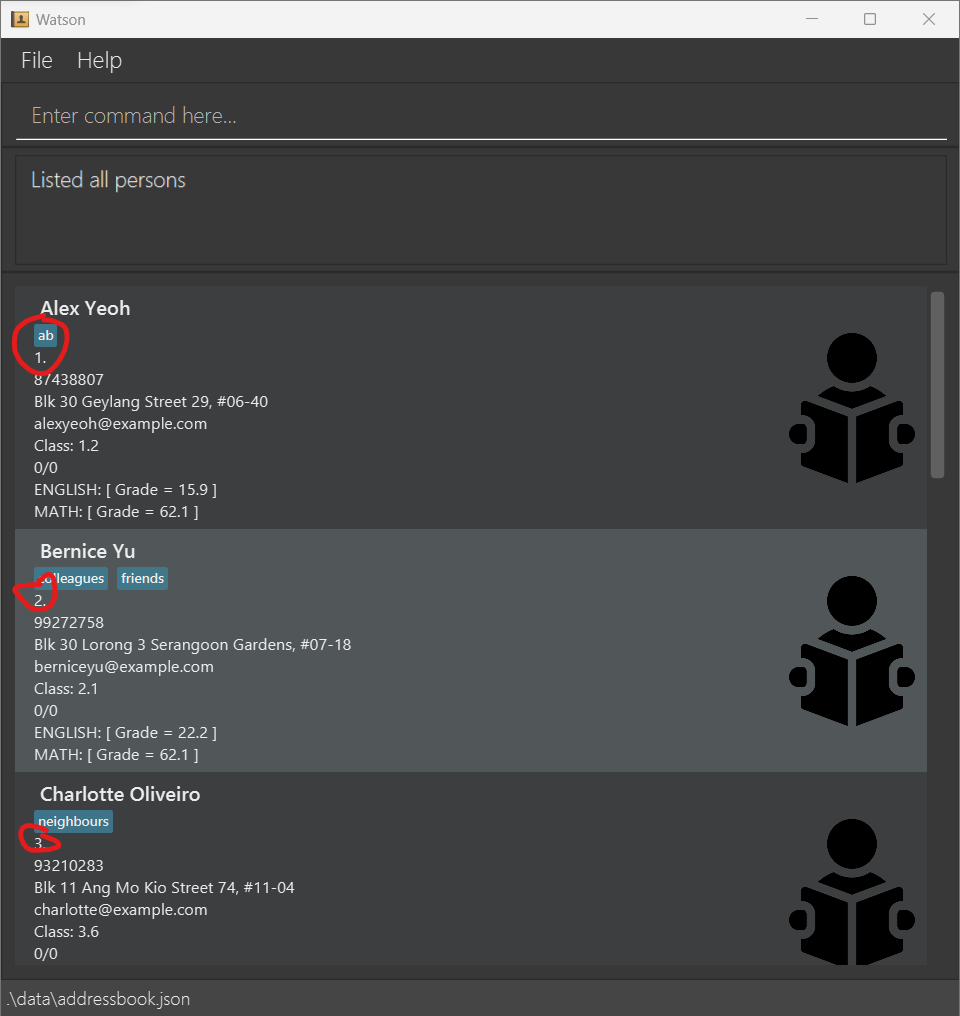 Watson
File Help
Enter command here...
Listed all persons
Alex Yeoh
ab
1.
87438807
Blk 30 Geylang Street 29, #06-40
alexyeoh@example.com
Class: 1.2
0/0
ENGLISH: [ Grade = 15.9 ]
MATH: [ Grade = 62.1 ]
Bernice Yu
colleagues friends
2.
99272758
Blk 30 Lorong 3 Serangoon Gardens, #07-18
berniceyu@example.com
Class: 2.1
0/0
ENGLISH: [ Grade = 22.2 ]
MATH: [ Grade = 62.1 ]
Charlotte Oliveiro
neighbours
3.
93210283
Blk 11 Ang Mo Kio Street 74, #11-04
charlotte@example.com
Class: 3.6
0/0
.\data\addressbook.json